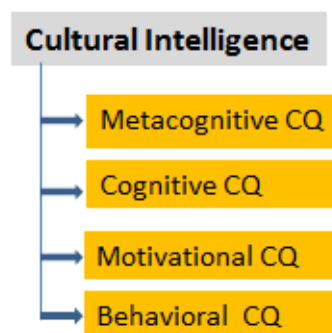 Cultural Intelligence
Metacognitive CQ
Cognitive CQ
Motivational CQ
Behavioral CQ